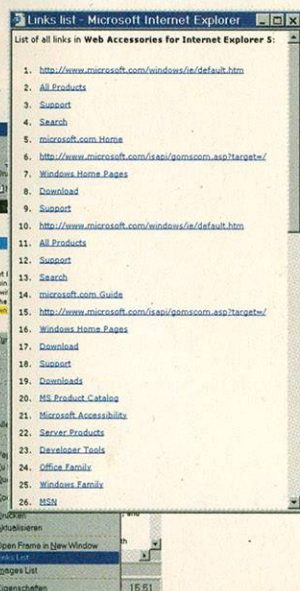 Links list - Microsoft Internet Explorer
List of all links in Web Accessories for Internet Explorer 5:
1. http://www.microsoft.com/windows/ie/default.htm
2. All Products
3. Support
4. Search
5. microsoft.com Home
6. http://www.microsoft.com/isapi/gomscom.asp?target=/
7. Windows Home Pages
8. Download
9. Support
10. http://www.microsoft.com/windows/ie/default.htm
11. All Products
12. Support
13. Search
14. microsoft.com Guide
15. http://www.microsoft.com/isapi/gomscom.asp?target=/
16. Windows Home Pages
17. Download
18. Support
19. Downloads
20. MS Product Catalog
21. Microsoft Accessibility
22. Server Products
23. Developer Tools
24. Office Family
25. Windows Family
26. MSN
Drucken
Aktualisieren
Open Frame in New Window
Links List
Images List
Eigenschaften
15:51